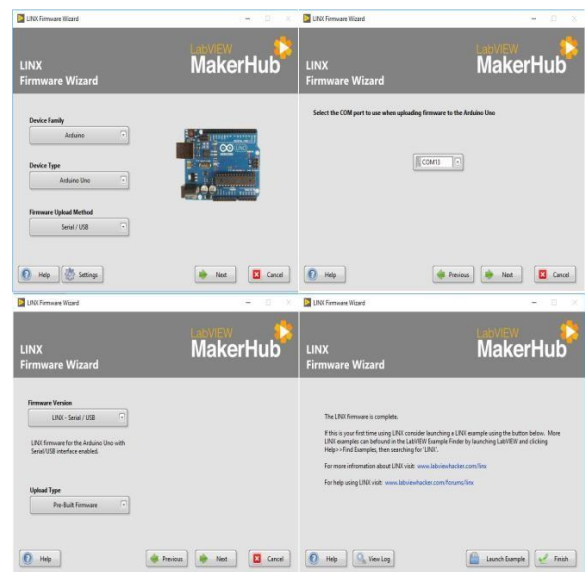 LINX Firmware Wizard
LabVIEW
MakerHub
LINX
Firmware Wizard
Device Family
Arduino
Device Type
Arduino Uno
Firmware Upload Method
Serial / USB
Help
Settings
Next
Cancel
LINX Firmware Wizard
LabVIEW
MakerHub
LINX
Firmware Wizard
Select the COM port to use when uploading firmware to the Arduino Uno
COM13
Help
Previous
Next
Cancel
LINX Firmware Wizard
LabVIEW
MakerHub
LINX
Firmware Wizard
Firmware Version
LINX - Serial / USB
LINX firmware for the Arduino Uno with
Serial/USB interface enabled.
Upload Type
Pre-Built Firmware
Help
Previous
Next
Cancel
LINX Firmware Wizard
LabVIEW
MakerHub
LINX
Firmware Wizard
The LINX Firmware is complete.
If this is your first time using LINX consider launching a LINX example using the button below. More
LINX examples can befound in the LabVIEW Example Finder by launching LabVIEW and clicking
Help>>Find Examples, then searching for 'LINX'.
For more infromation about LINX visit: www.labviewhacker.com/linx
For help using LINX visit: www.labviewhacker.com/forums/linx
Help
View Log
Launch Example
Finish